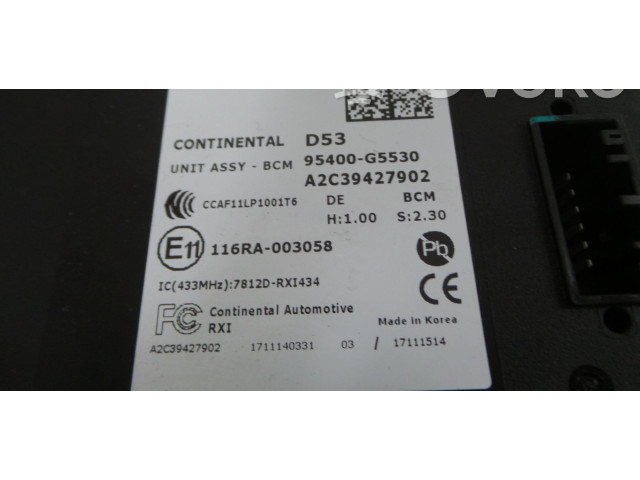 CONTINENTAL D53
UNIT ASSY - BCM 95400-G5530
A2C39427902
CCAF11LP1001T6 DE BCM
H:1.00 S:2.30
E11 116RA-003058 Pb
IC(433MHz):7812D-RXI434
CE
FC Continental Automotive
RXI Made in Korea
A2C39427902 1711140331 03 / 17111514